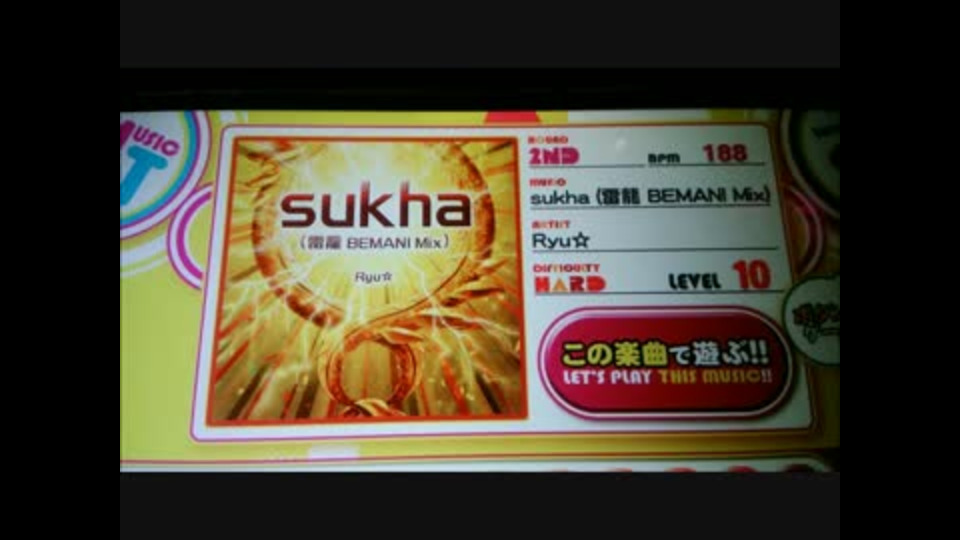 MUSIC
sukha
(雷龍 BEMANI Mix)
Ryu☆
ROUND
2ND
BPM 188
MUSIC
sukha (雷龍 BEMANI Mix)
ARTIST
Ryu☆
DIFFICULTY
HARD
LEVEL 10
この楽曲で遊ぶ!!
LET'S PLAY THIS MUSIC!!